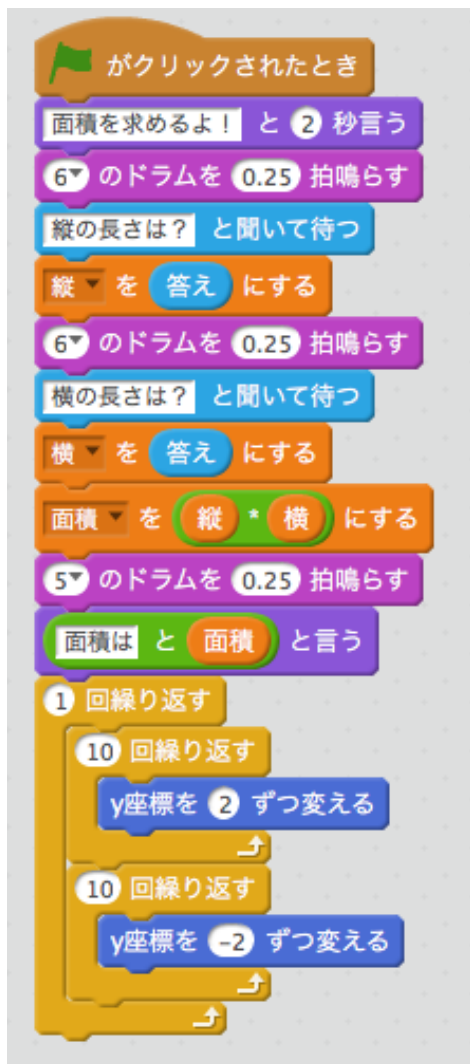 がクリックされたとき
面積を求めるよ! と 2 秒言う
6 のドラムを 0.25 拍鳴らす
縦の長さは? と聞いて待つ
縦 を 答え にする
6 のドラムを 0.25 拍鳴らす
横の長さは? と聞いて待つ
横 を 答え にする
面積 を 縦 * 横 にする
5 のドラムを 0.25 拍鳴らす
面積は と 面積 と言う
1 回繰り返す
10 回繰り返す
y座標を 2 ずつ変える
10 回繰り返す
y座標を -2 ずつ変える